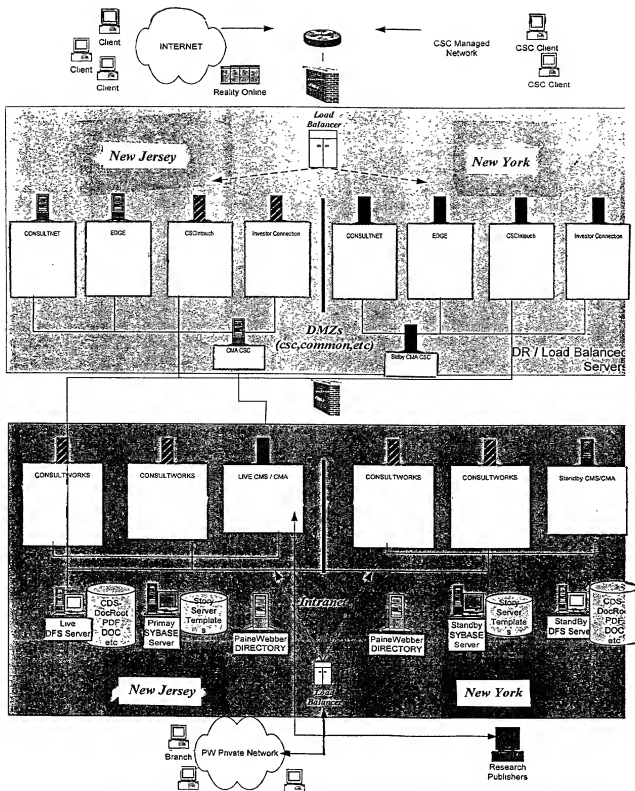 Client
INTERNET
Client
Client
Reality Online
CSC Managed
Network
CSC Client
CSC Client
Load
Balancer
New Jersey
New York
CONSULTNET
EDGE
CSCIntouch
Investor Connection
CONSULTNET
EDGE
CSCIntouch
Investor Connection
DMZs
(csc,common,etc)
CMA CSC
Stdby CMA CSC
DR / Load Balanced
Servers
CONSULTWORKS
CONSULTWORKS
LIVE CMS / CMA
CONSULTWORKS
CONSULTWORKS
Standby CMS/CMA
Intranet
Live
DFS Server
CDS
DocRoot
PDF
DOC
etc
Primay
SYBASE
Server
Story
Server
Template
s
PaineWebber
DIRECTORY
PaineWebber
DIRECTORY
Standby
SYBASE
Server
Story
Server
Template
s
StandBy
DFS Server
CDS
DocRoot
PDF
DOC
etc
New Jersey
Load
Balancer
New York
Branch
PW Private Network
Research
Publishers